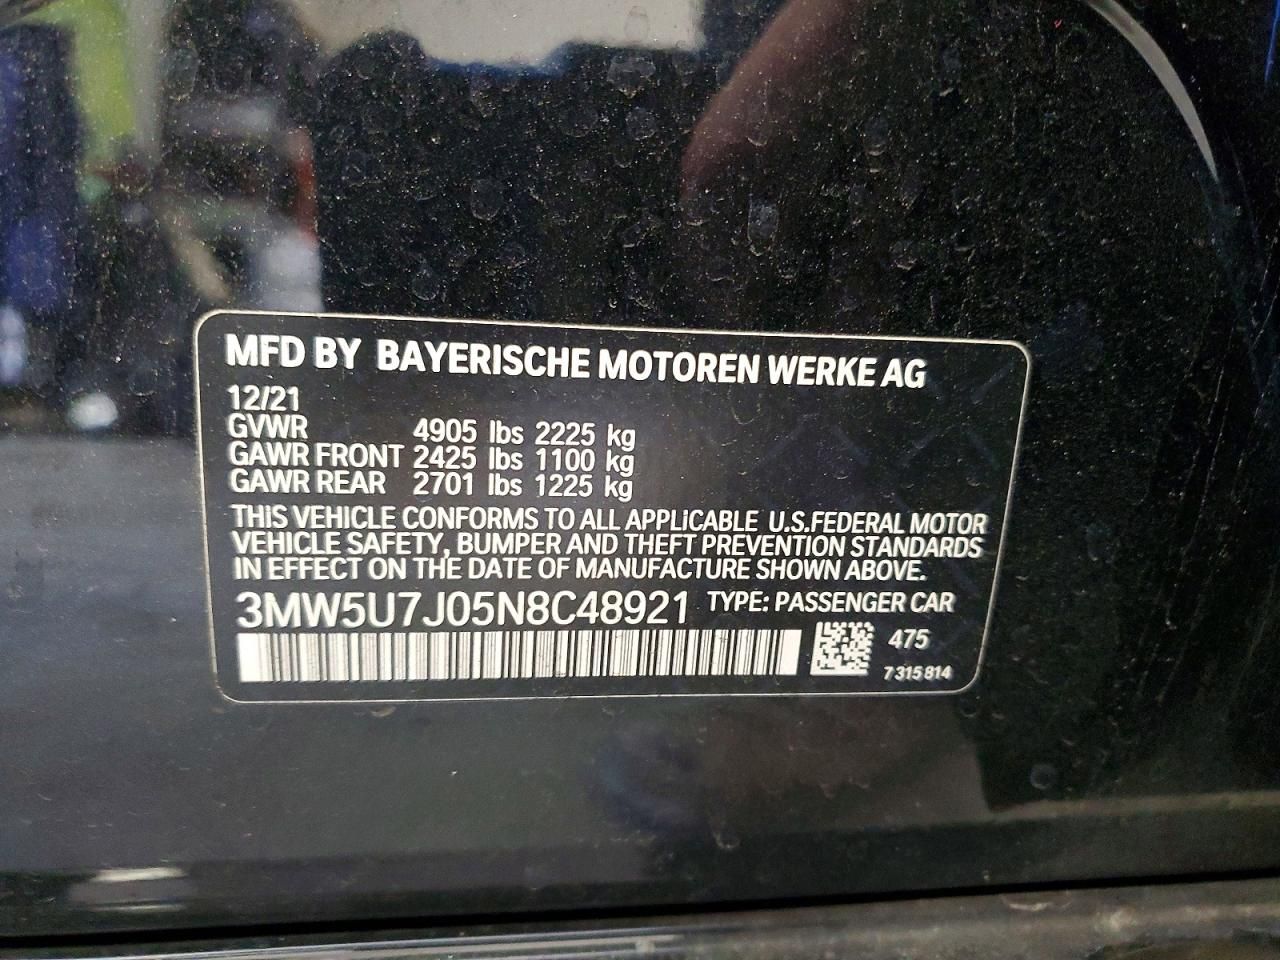 MFD BY BAYERISCHE MOTOREN WERKE AG
12/21
GVWR 4905 lbs 2225 kg
GAWR FRONT 2425 lbs 1100 kg
GAWR REAR 2701 lbs 1225 kg
THIS VEHICLE CONFORMS TO ALL APPLICABLE U.S.FEDERAL MOTOR
VEHICLE SAFETY, BUMPER AND THEFT PREVENTION STANDARDS
IN EFFECT ON THE DATE OF MANUFACTURE SHOWN ABOVE.
3MW5U7J05N8C48921 TYPE: PASSENGER CAR
475
7 315 814